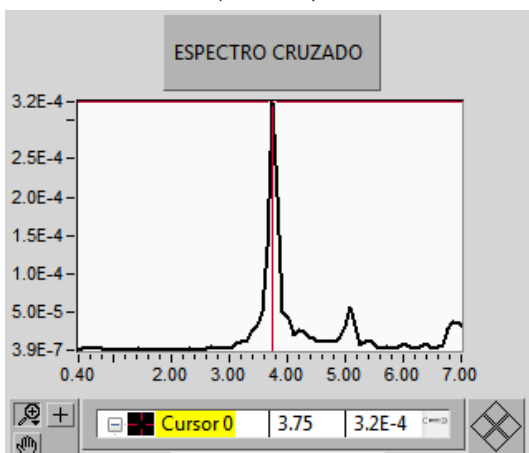 ESPECTRO CRUZADO
3.2E-4
2.5E-4
2.0E-4
1.5E-4
1.0E-4
5.0E-5
3.9E-7
0.40 2.00 3.00 4.00 5.00 6.00 7.00
Cursor 0 3.75 3.2E-4